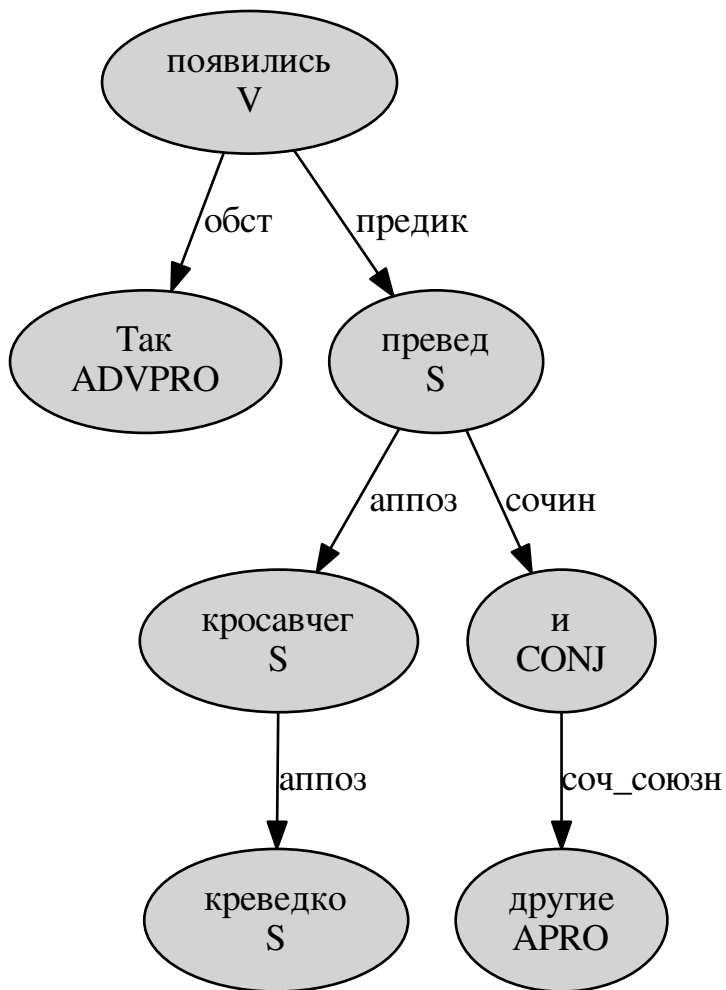 появились
V
обст
предик
Так
ADVPRO
превед
S
аппоз
сочин
кросавчег
S
и
CONJ
аппоз
соч_союзн
креведко
S
другие
APRO